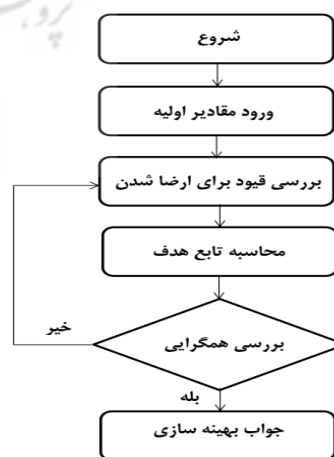 شروع
ورود مقادیر اولیه
بررسی قیود برای ارضا شدن
محاسبه تابع هدف
بررسی همگرایی
خیر
بله
جواب بهینه سازی